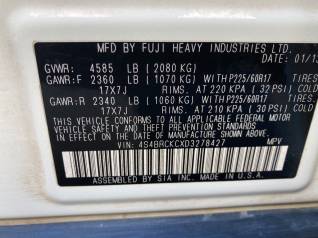 MFD BY FUJI HEAVY INDUSTRIES LTD.
GVWR: 4585 LB (2080 KG) DATE: 01/13
GAWR:F 2360 LB (1070 KG) WITH P225/60R17 TIRES
17X7J RIMS. AT 220 KPA (32 PSI) COLD
GAWR:R 2340 LB (1060 KG) WITH P225/60R17 TIRES
17X7J RIMS. AT 210 KPA (30 PSI) COLD
THIS VEHICLE CONFORMS TO ALL APPLICABLE FEDERAL MOTOR
VEHICLE SAFETY, BUMPER, AND THEFT PREVENTION STANDARDS
IN EFFECT ON THE DATE OF MANUFACTURE SHOWN ABOVE.
VIN: 4S4BRCKCXD3278427 MPV
ASSEMBLED BY SIA INC. IN U.S.A.